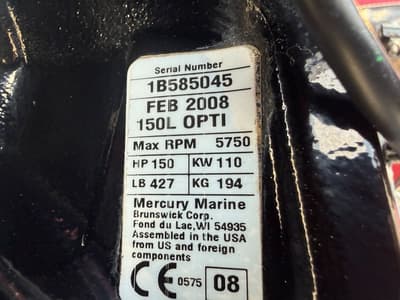 Serial Number
1B585045
FEB 2008
150L OPTI
Max RPM 5750
HP 150 KW 110
LB 427 KG 194
Mercury Marine
Brunswick Corp.
Fond du Lac,WI 54935
Assembled in the USA
from US and foreign
components
CE 0575 08